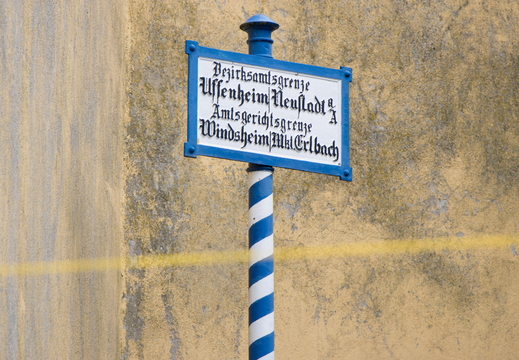 Bezirksamtsgrenze
Uffenheim|Neustadt a/A
Amtsgerichtsgrenze
Windsheim|Mkt Erlbach